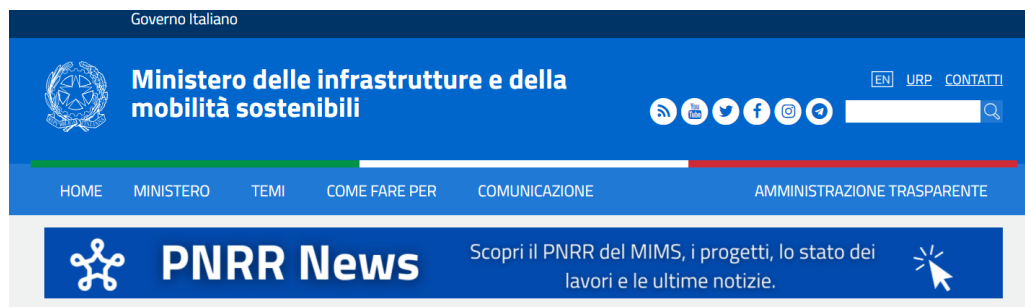 Governo Italiano
Ministero delle infrastrutture e della
mobilità sostenibili
EN URP CONTATTI
You
Tube
HOME MINISTERO TEMI COME FARE PER COMUNICAZIONE AMMINISTRAZIONE TRASPARENTE
PNRR News
Scopri il PNRR del MIMS, i progetti, lo stato dei
lavori e le ultime notizie.